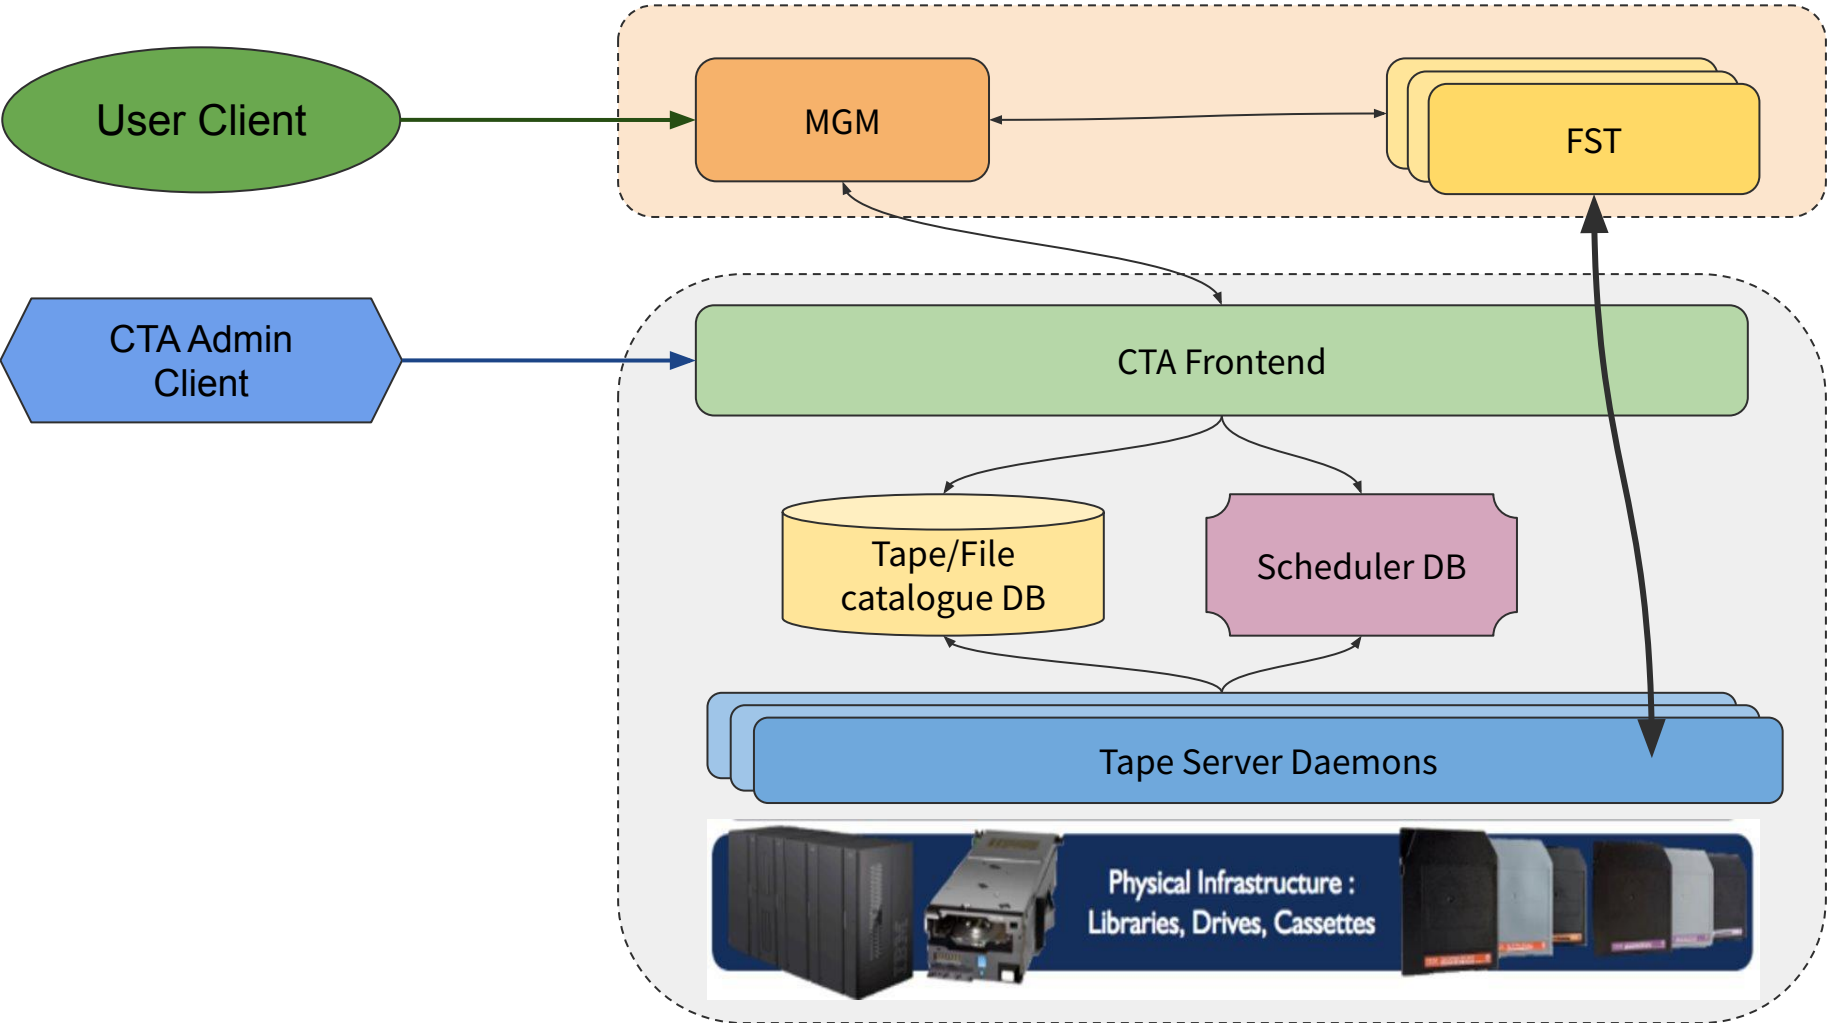 User Client
MGM
FST
CTA Admin
Client
CTA Frontend
Tape/File
catalogue DB
Scheduler DB
Tape Server Daemons
Physical Infrastructure :
Libraries, Drives, Cassettes